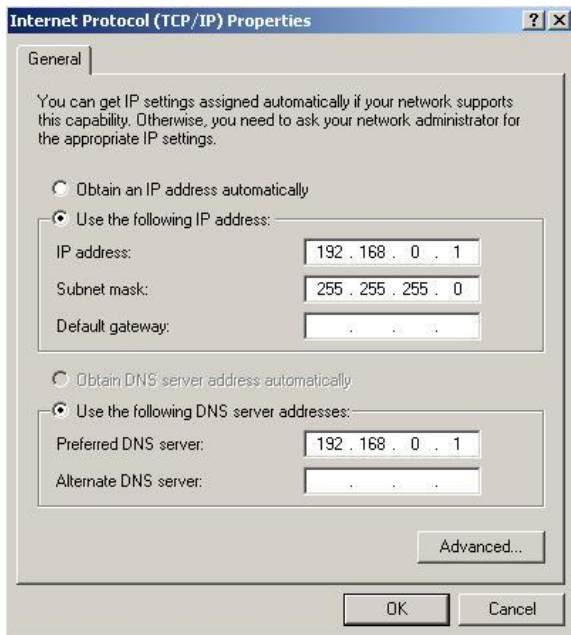 Internet Protocol (TCP/IP) Properties
General
You can get IP settings assigned automatically if your network supports
this capability. Otherwise, you need to ask your network administrator for
the appropriate IP settings.
Obtain an IP address automatically
Use the following IP address:
IP address: 192 . 168 . 0 . 1
Subnet mask: 255 . 255 . 255 . 0
Default gateway: . . .
Obtain DNS server address automatically
Use the following DNS server addresses:
Preferred DNS server: 192 . 168 . 0 . 1
Alternate DNS server: . . .
Advanced...
OK Cancel